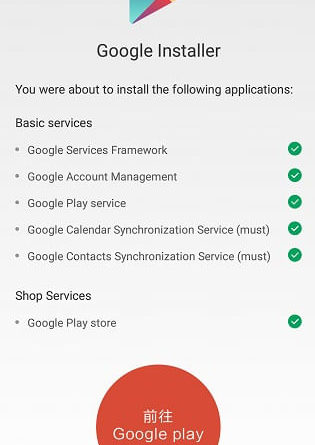 Google Installer
You were about to install the following applications:
Basic services
Google Services Framework
Google Account Management
Google Play service
Google Calendar Synchronization Service (must)
Google Contacts Synchronization Service (must)
Shop Services
Google Play store
前往
Google play